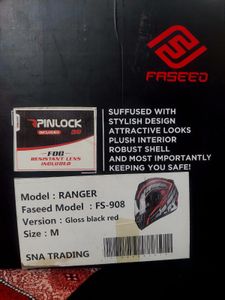 FASEED
PINLOCK
INCLUDED
FOG
RESISTANT LENS
INCLUDED
SUFFUSED WITH
STYLISH DESIGN
ATTRACTIVE LOOKS
PLUSH INTERIOR
ROBUST SHELL
AND MOST IMPORTANTLY
KEEPING YOU SAFE!
Model : RANGER
Faseed Model : FS-908
Version : Gloss black red
Size : M
SNA TRADING